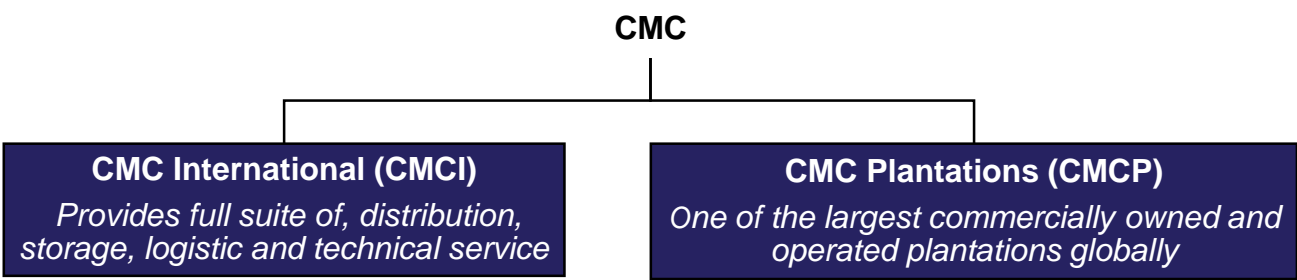 CMC
CMC International (CMCI)
Provides full suite of, distribution,
storage, logistic and technical service
CMC Plantations (CMCP)
One of the largest commercially owned and
operated plantations globally